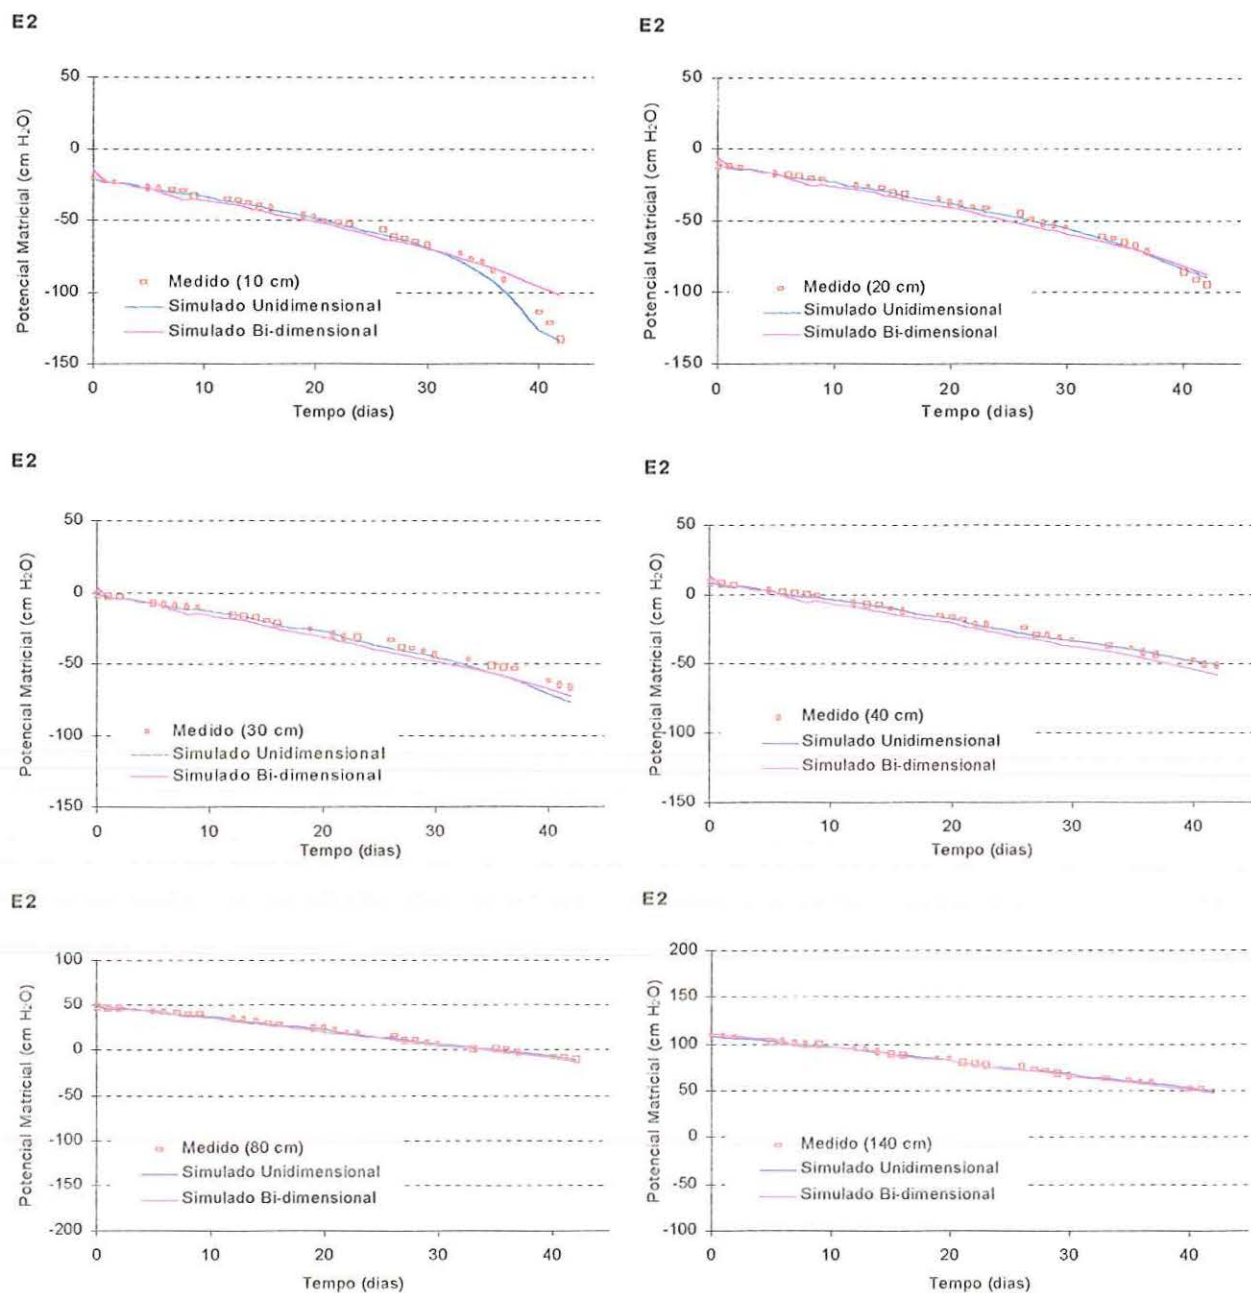 E2
50
0
-50
-100
-150
Potencial Matricial (cm H₂O)
Medido (10 cm)
Simulado Unidimensional
Simulado Bi-dimensional
0 10 20 30 40
Tempo (dias)
E2
50
0
-50
-100
-150
Potencial Matricial (cm H₂O)
Medido (20 cm)
Simulado Unidimensional
Simulado Bi-dimensional
0 10 20 30 40
Tempo (dias)
E2
50
0
-50
-100
-150
Potencial Matricial (cm H₂O)
Medido (30 cm)
Simulado Unidimensional
Simulado Bi-dimensional
0 10 20 30 40
Tempo (dias)
E2
50
0
-50
-100
-150
Potencial Matricial (cm H₂O)
Medido (40 cm)
Simulado Unidimensional
Simulado Bi-dimensional
0 10 20 30 40
Tempo (dias)
E2
100
50
0
-50
-100
-150
-200
Potencial Matricial (cm H₂O)
Medido (80 cm)
Simulado Unidimensional
Simulado Bi-dimensional
0 10 20 30 40
Tempo (dias)
E2
200
150
100
50
0
-50
-100
Potencial Matricial (cm H₂O)
Medido (140 cm)
Simulado Unidimensional
Simulado Bi-dimensional
0 10 20 30 40
Tempo (dias)